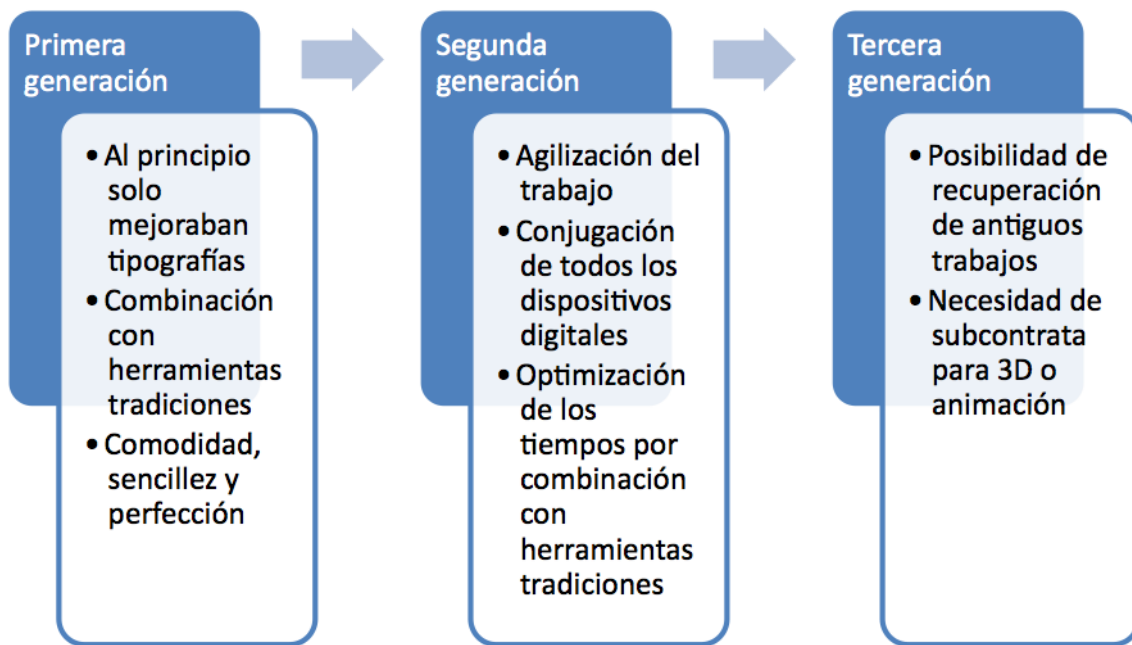 Primera
generación
• Al principio
solo
mejoraban
tipografías
• Combinación
con
herramientas
tradiciones
• Comodidad,
sencillez y
perfección
Segunda
generación
• Agilización del
trabajo
• Conjugación
de todos los
dispositivos
digitales
• Optimización
de los
tiempos por
combinación
con
herramientas
tradiciones
Tercera
generación
• Posibilidad de
recuperación
de antiguos
trabajos
• Necesidad de
subcontrata
para 3D o
animación